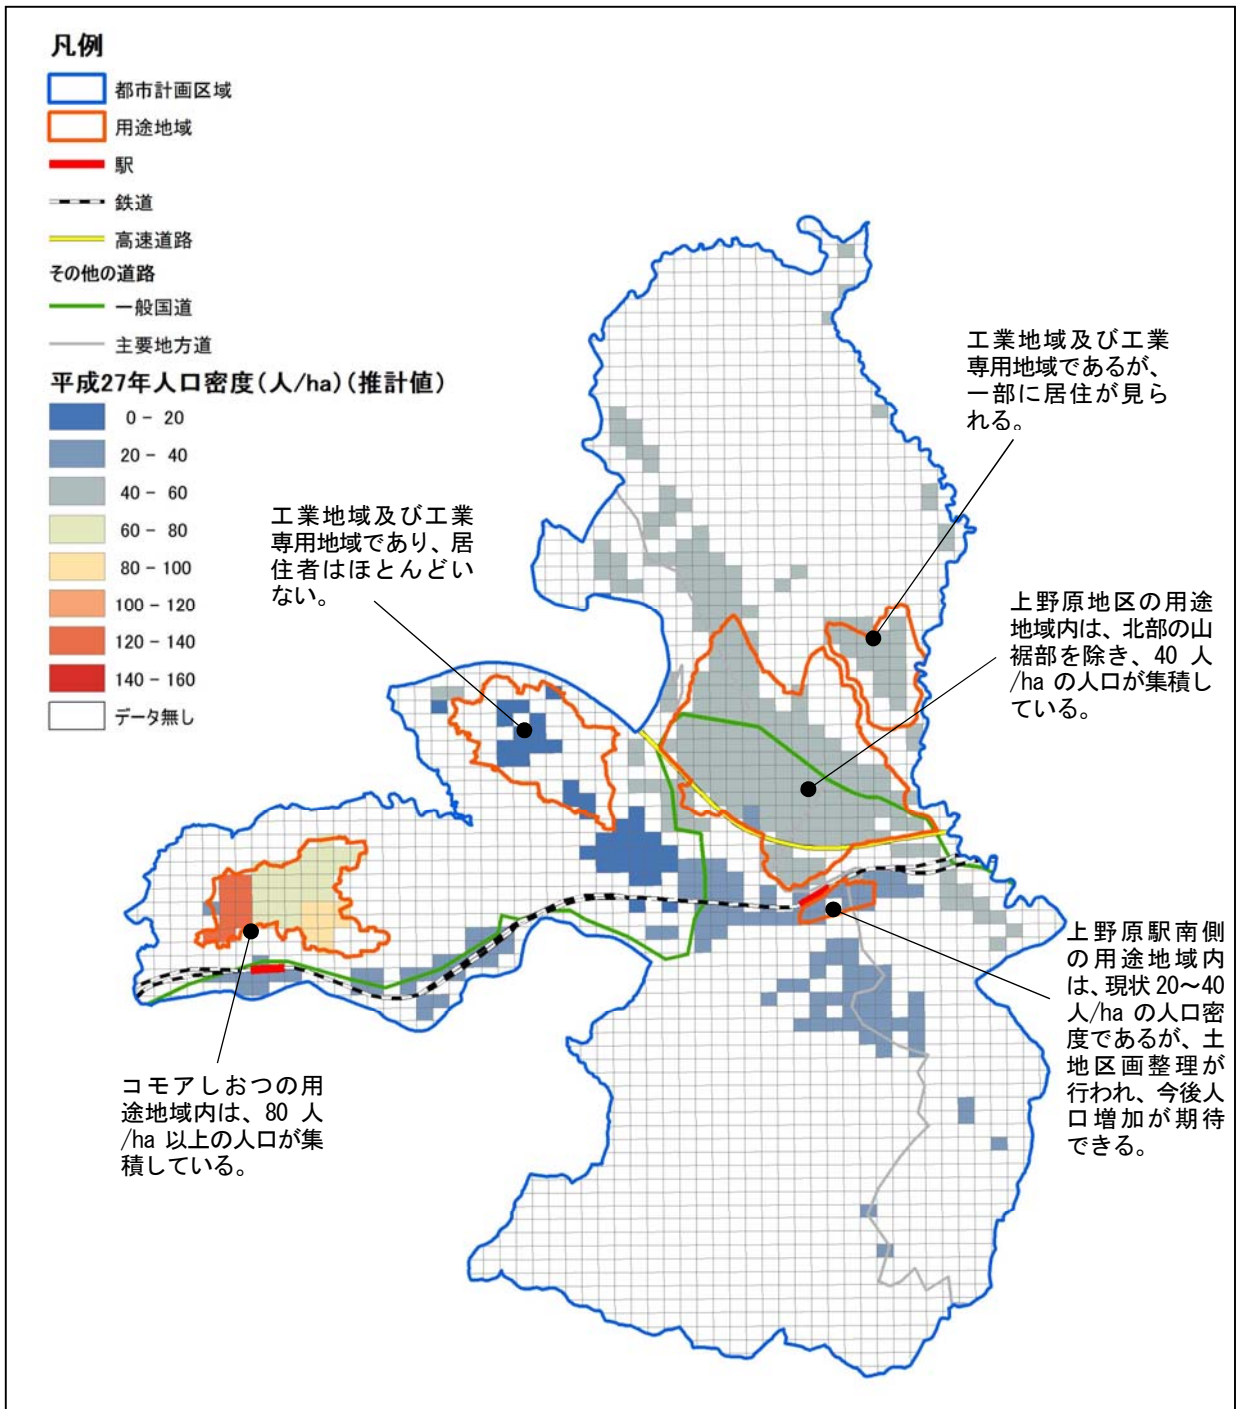 凡例
都市計画区域
用途地域
駅
鉄道
高速道路
その他の道路
一般国道
主要地方道
平成27年人口密度(人/ha)(推計値)
0 - 20
20 - 40
40 - 60
60 - 80
80 - 100
100 - 120
120 - 140
140 - 160
データ無し
工業地域及び工業
専用地域であるが、
一部に居住が見ら
れる。
工業地域及び工業
専用地域であり、居
住者はほとんどい
ない。
上野原地区の用途
地域内は、北部の山
裾部を除き、40 人
/ha の人口が集積し
ている。
上野原駅南側
の用途地域内
は、現状 20～40
人/ha の人口密
度であるが、土
地区画整理が
行われ、今後人
口増加が期待
できる。
コモアしおつの用
途地域内は、80 人
/ha 以上の人口が集
積している。